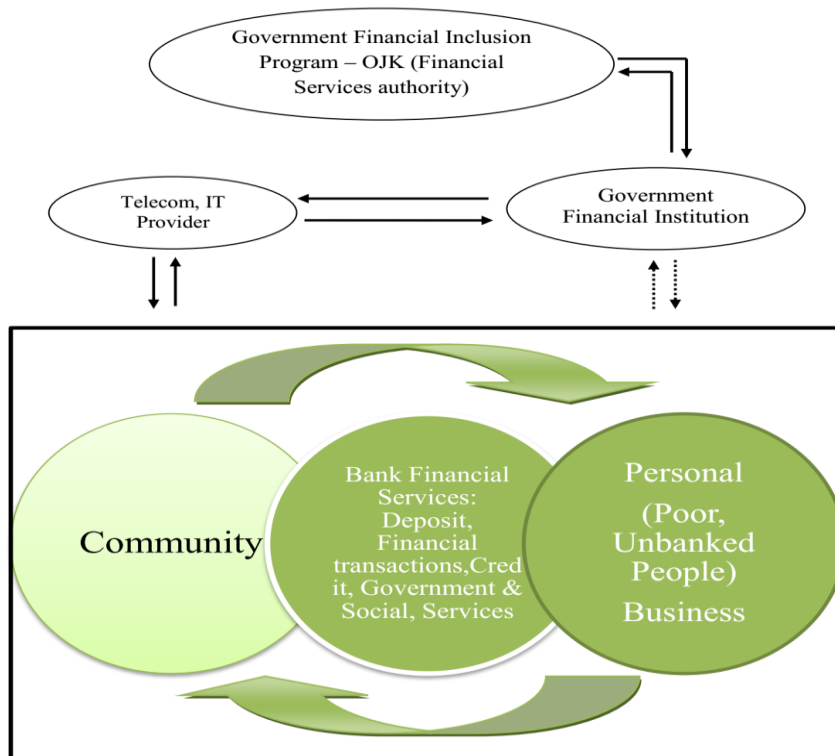 Government Financial Inclusion
Program – OJK (Financial
Services authority)
Telecom, IT
Provider
Government
Financial Institution
Community
Bank Financial
Services:
Deposit,
Financial
transactions,Cred
it, Government &
Social, Services
Personal
(Poor,
Unbanked
People)
Business